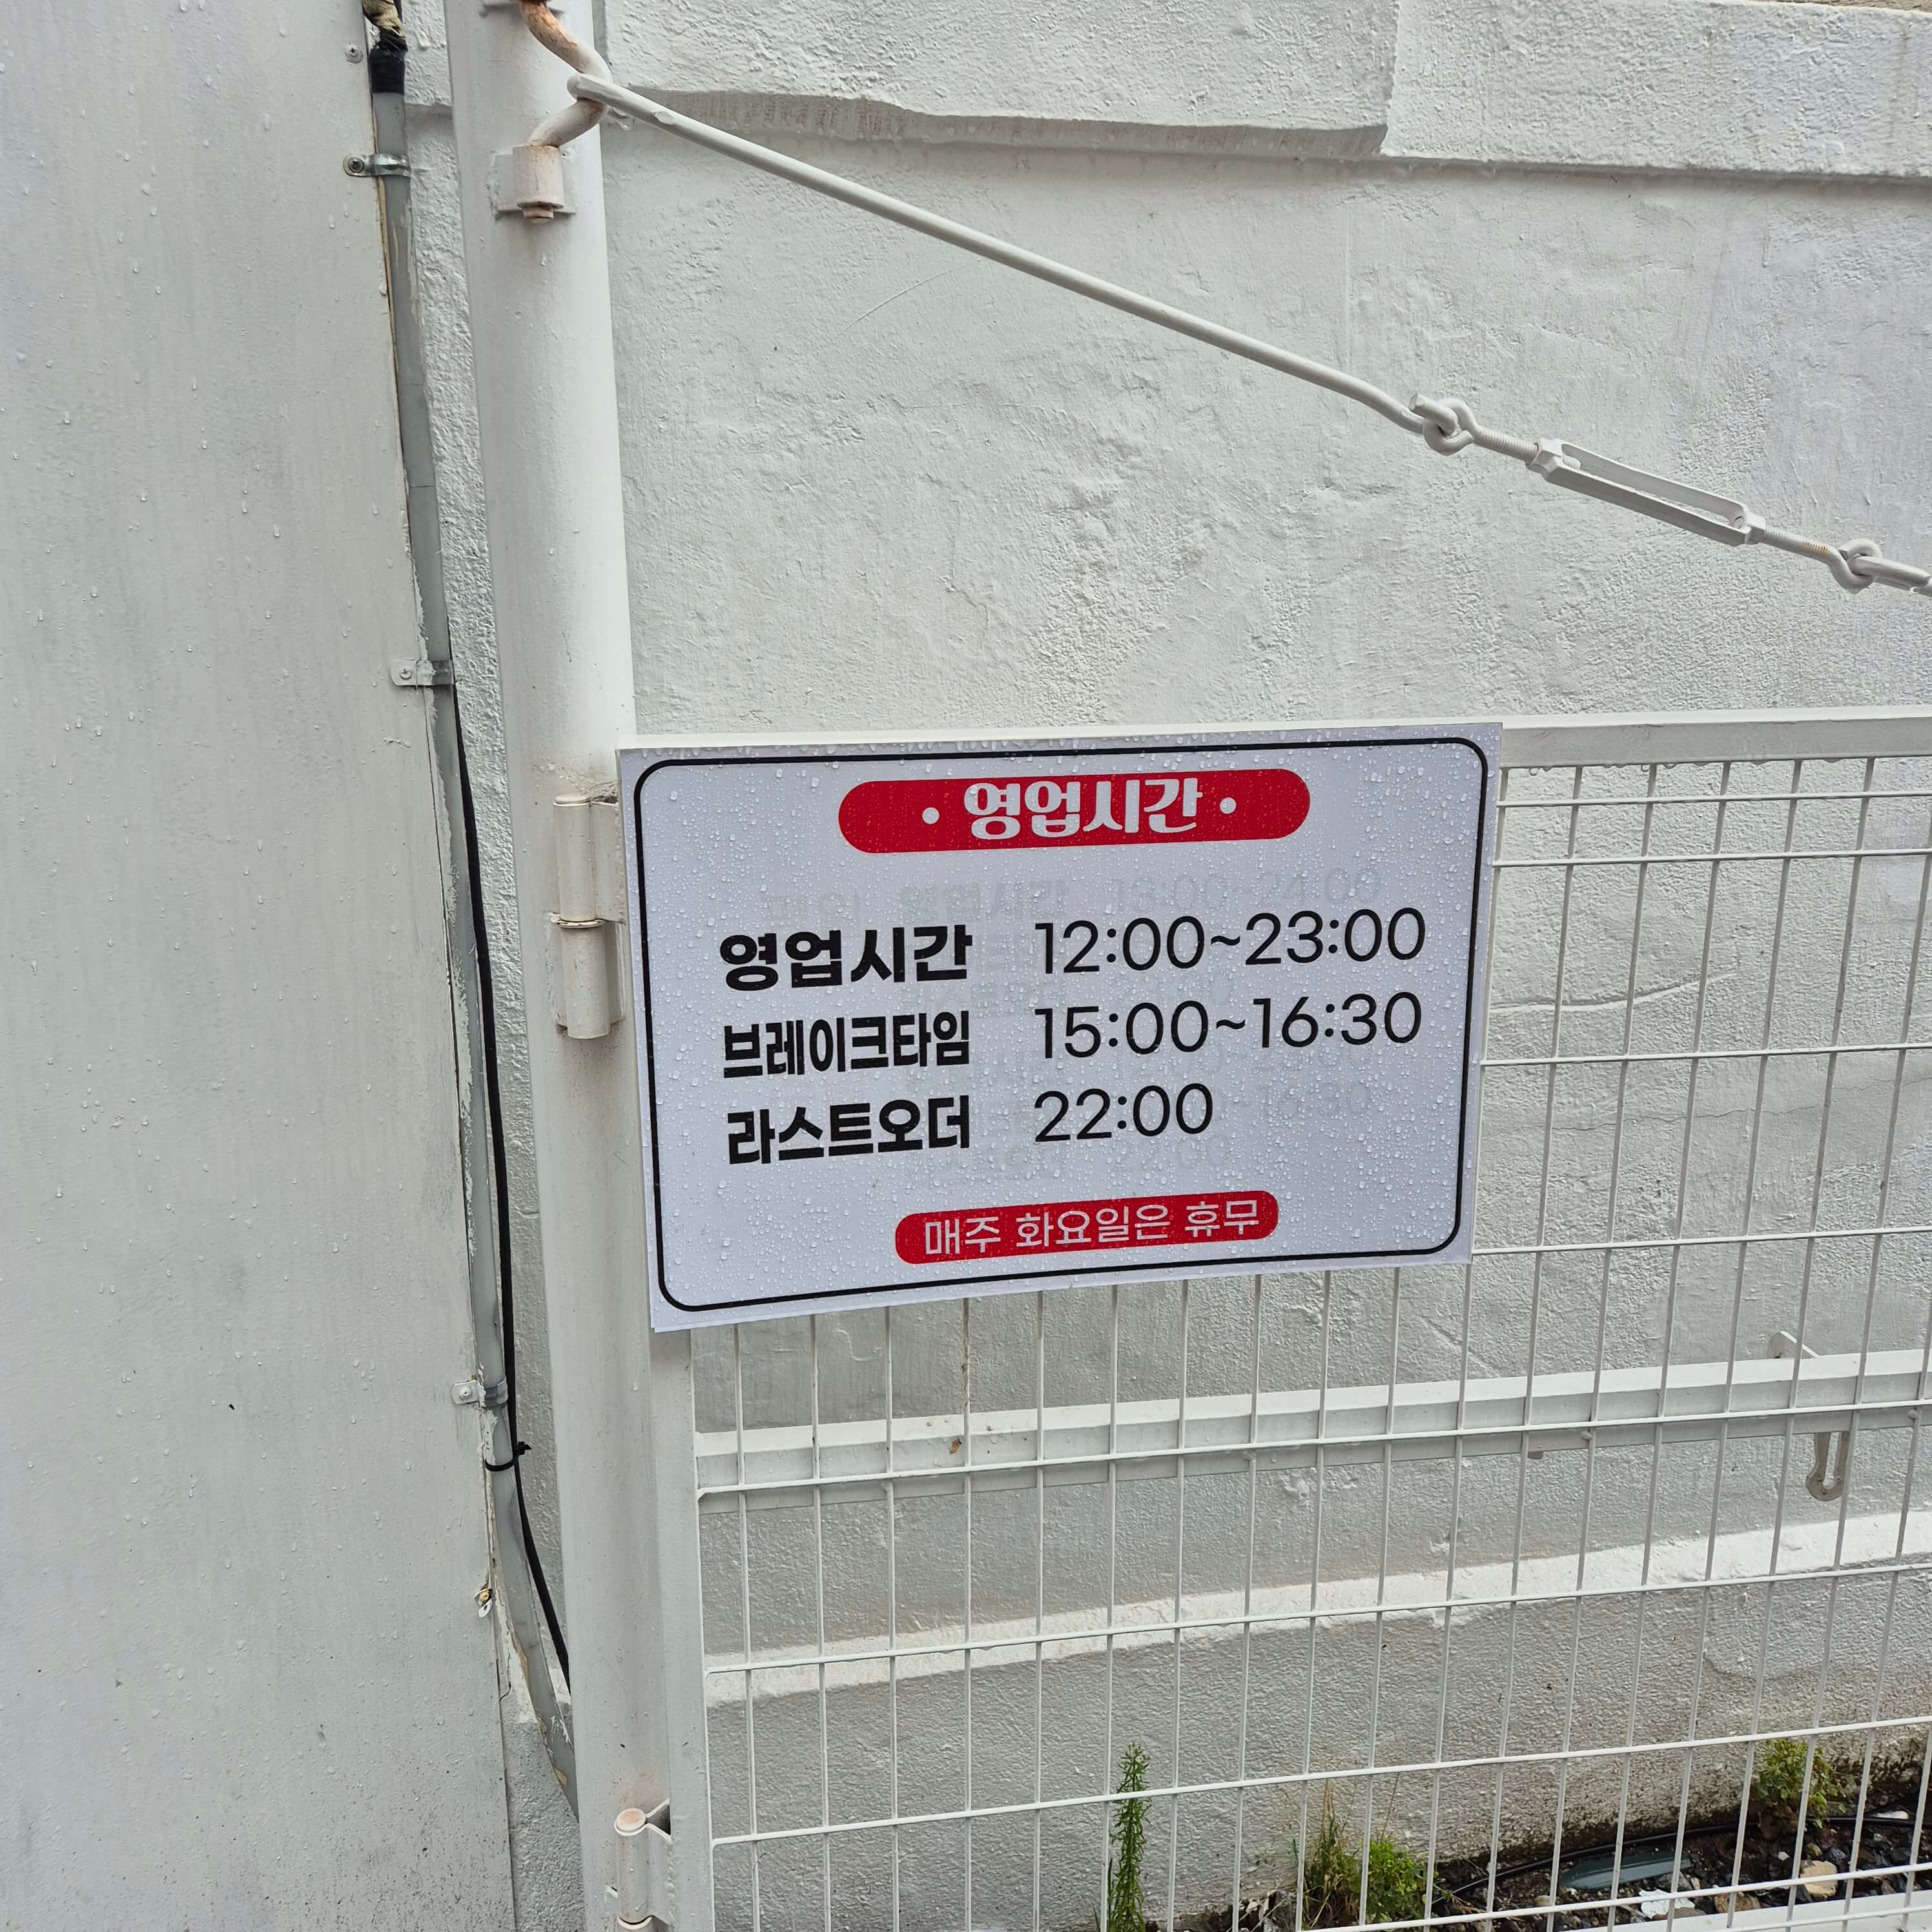 · 영업시간 ·
영업시간 12:00~23:00
브레이크타임 15:00~16:30
라스트오더 22:00
매주 화요일은 휴무